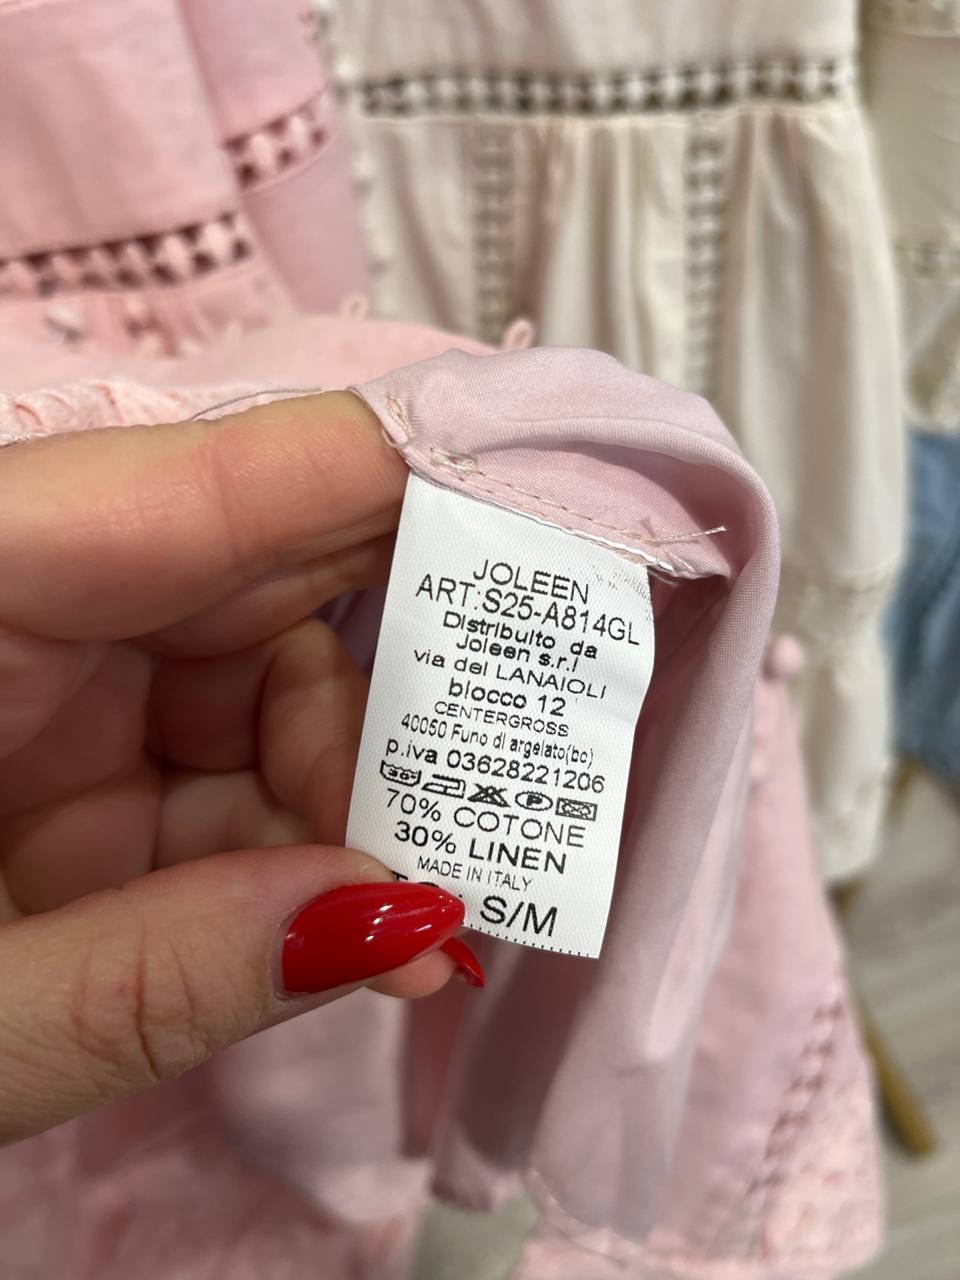 JOLEEN
ART:S25-A814GL
Distribuito da
Joleen s.r.l
via dei LANAIOLI
blocco 12
CENTERGROSS
40050 Funo di argelato(bo)
p.iva 03628221206
70% COTONE
30% LINEN
MADE IN ITALY
S/M